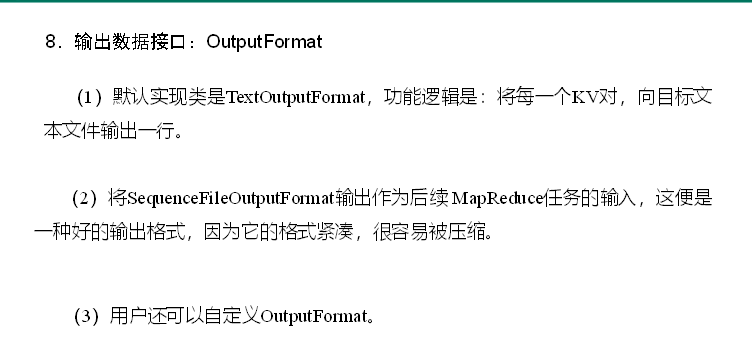 8．输出数据接口：OutputFormat
（1）默认实现类是TextOutputFormat，功能逻辑是：将每一个KV对，向目标文
本文件输出一行。
（2）将SequenceFileOutputFormat输出作为后续 MapReduce任务的输入，这便是
一种好的输出格式，因为它的格式紧凑，很容易被压缩。
（3）用户还可以自定义OutputFormat。